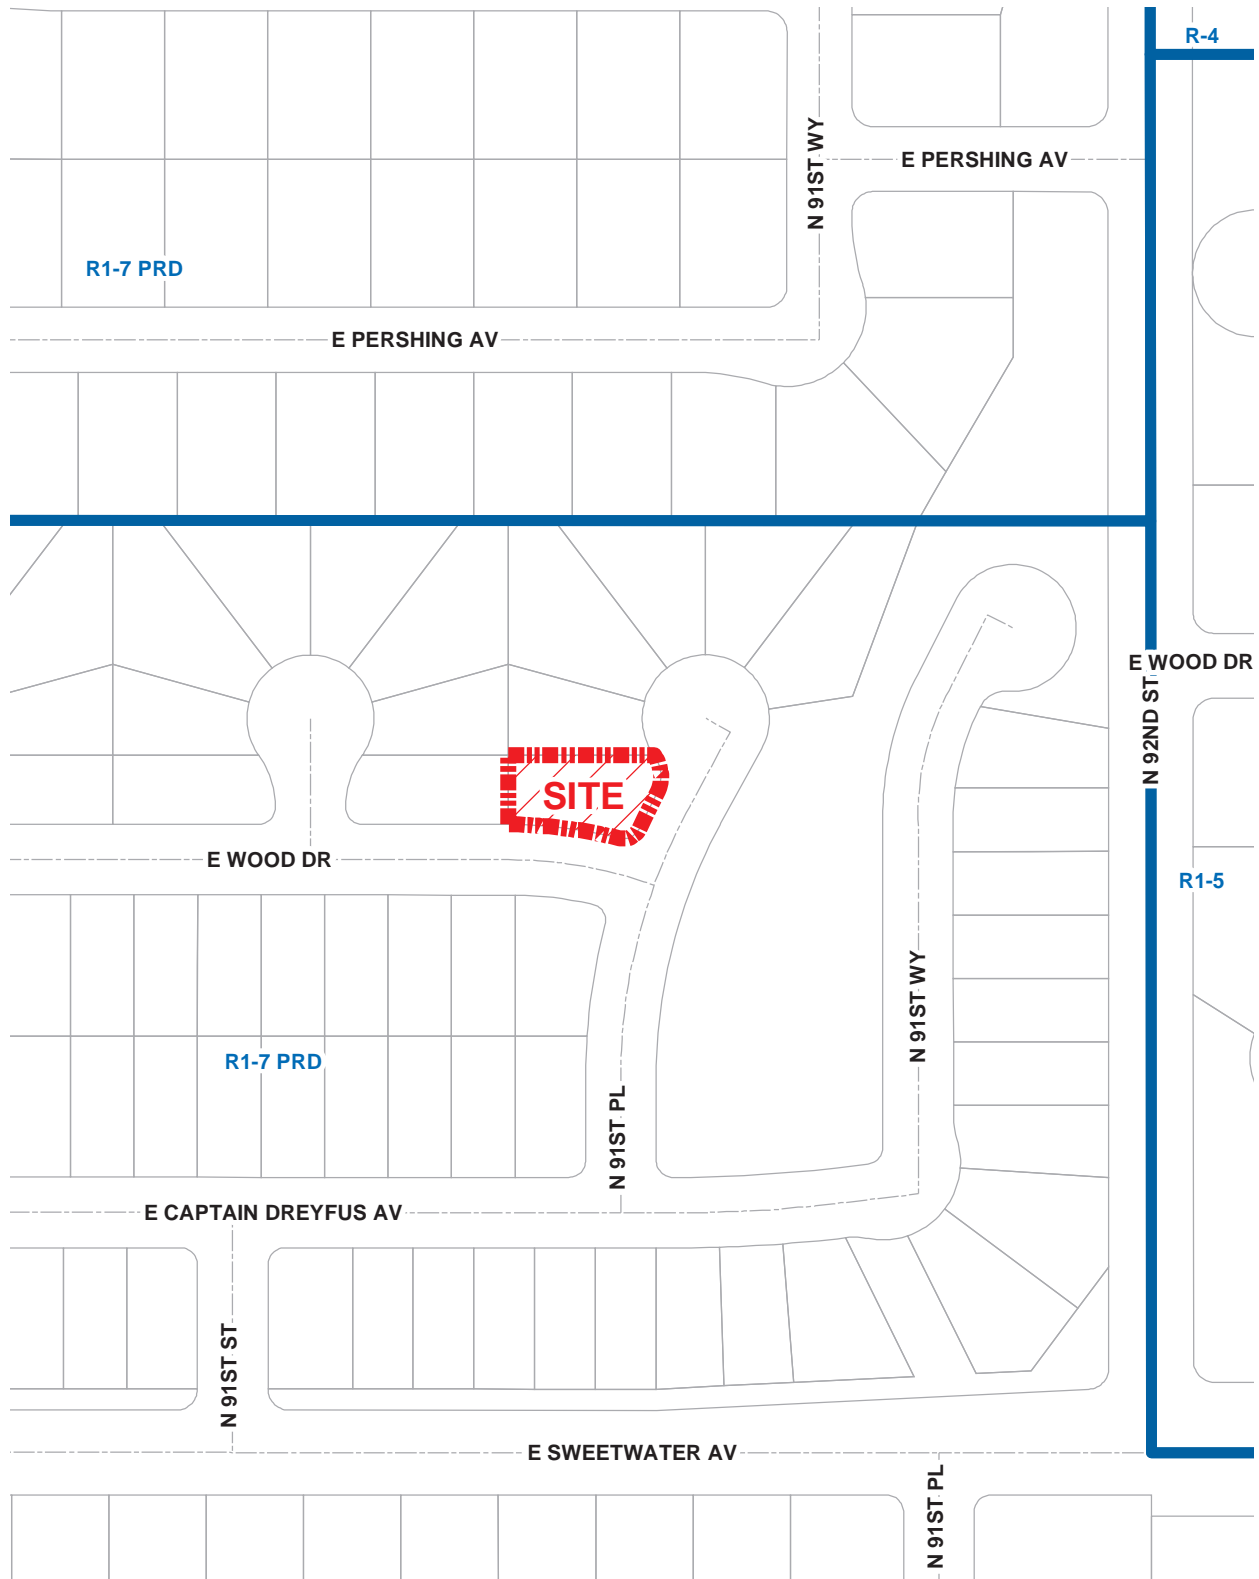 R-4
N 91ST WY
E PERSHING AV
R1-7 PRD
E PERSHING AV
E WOOD DR
N 92ND ST
SITE
E WOOD DR
R1-5
N 91ST WY
R1-7 PRD
N 91ST PL
E CAPTAIN DREYFUS AV
N 91ST ST
E SWEETWATER AV
N 91ST PL